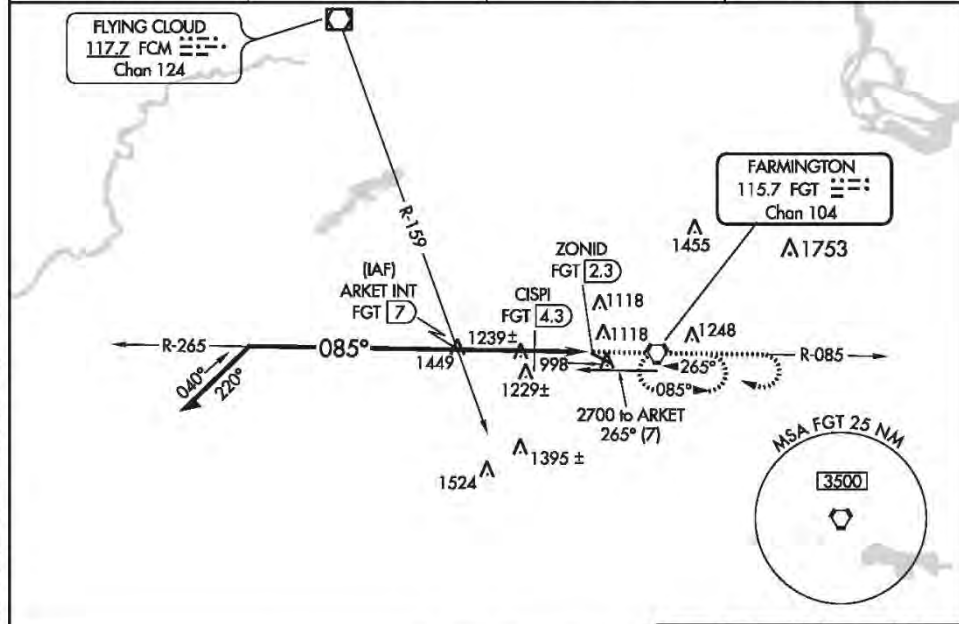 FLYING CLOUD
117.7 FCM
Chan 124
R-159
FARMINGTON
115.7 FGT
Chan 104
1455
1753
ZONID
FGT 2.3
(IAF)
ARKET INT
FGT 7
CISPI
FGT 4.3
1118
1118
1248
1239±
R-265
085°
1449
998
1229±
265°
085°
R-085
040°
220°
2700 to ARKET
265° (7)
1395 ±
1524
MSA FGT 25 NM
3500